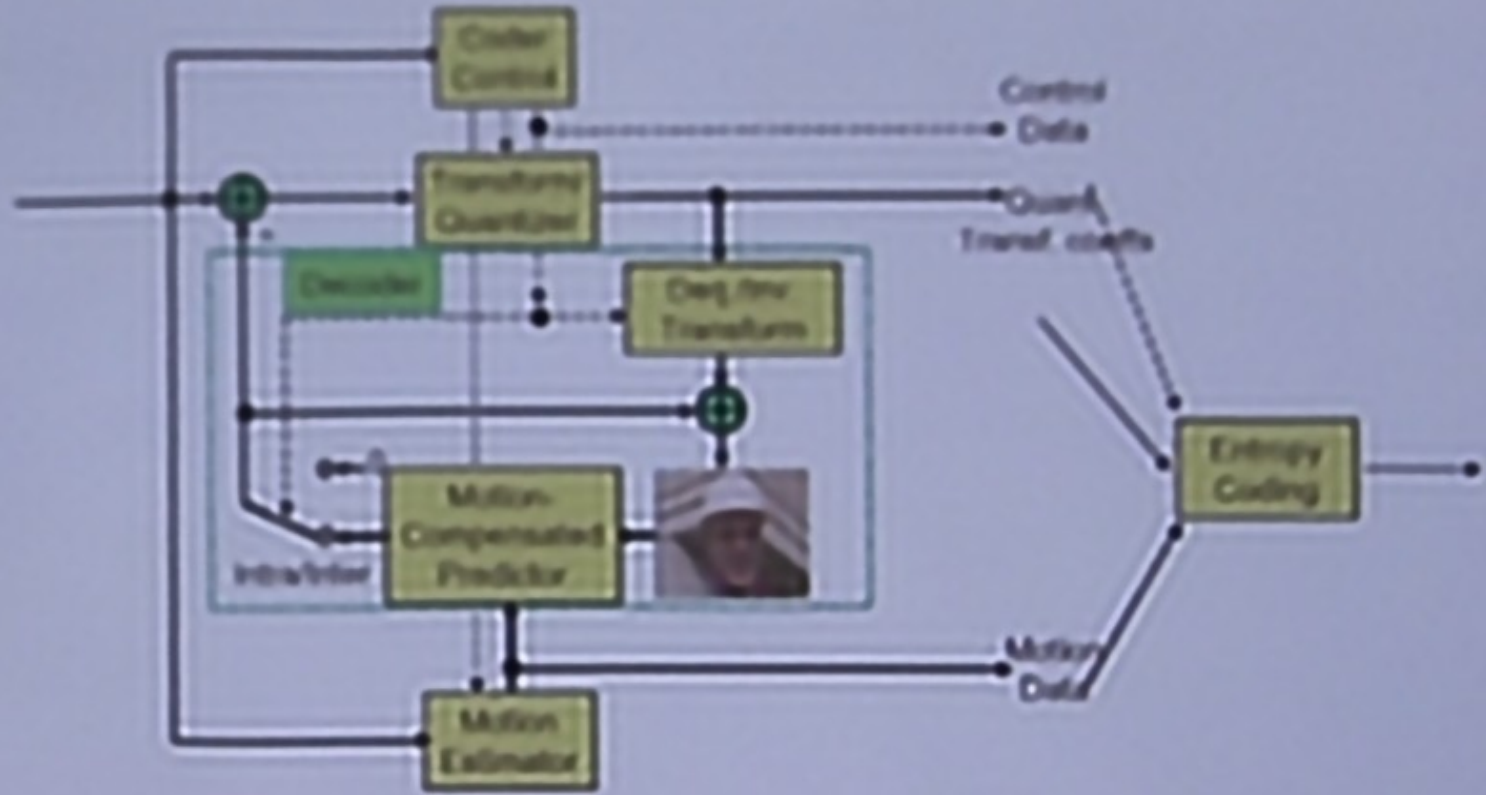 Coder
Control
Control
Data
Transform/
Quantizer
Quant.
Transf. coeffs
Decoder
Deq./Inv.
Transform
0
Entropy
Coding
Motion-
Compensated
Predictor
Intra/Inter
Motion
Data
Motion
Estimator